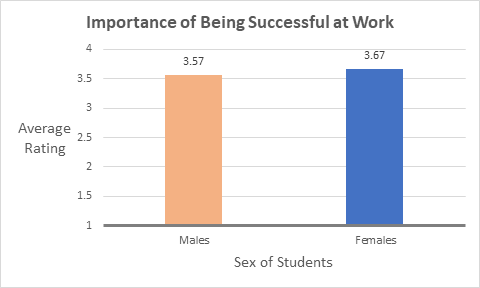 Importance of Being Successful at Work
Average
Rating
4
3.5
3
2.5
2
1.5
1
3.57
3.67
Males
Females
Sex of Students